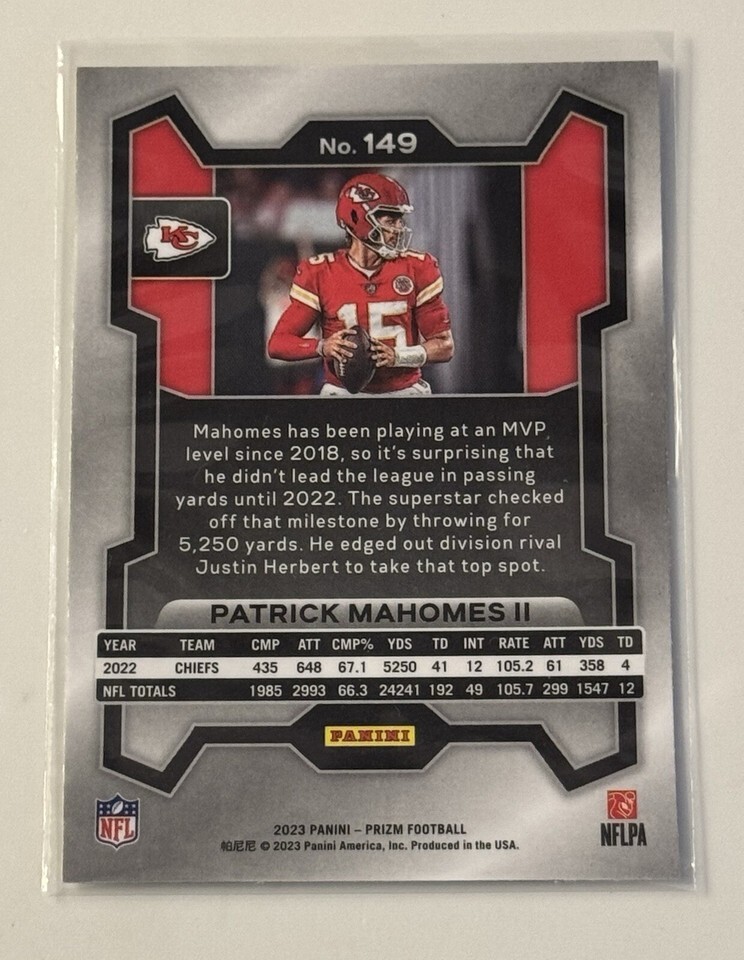 No. 149
KC
15
15
Mahomes has been playing at an MVP
level since 2018, so it's surprising that
he didn't lead the league in passing
yards until 2022. The superstar checked
off that milestone by throwing for
5,250 yards. He edged out division rival
Justin Herbert to take that top spot.
PATRICK MAHOMES II
YEAR TEAM CMP ATT CMP% YDS TD INT RATE ATT YDS TD
2022 CHIEFS 435 648 67.1 5250 41 12 105.2 61 358 4
NFL TOTALS 1985 2993 66.3 24241 192 49 105.7 299 1547 12
PANINI
NFL
NFLPA
2023 PANINI – PRIZM FOOTBALL
帕尼尼 © 2023 Panini America, Inc. Produced in the USA.